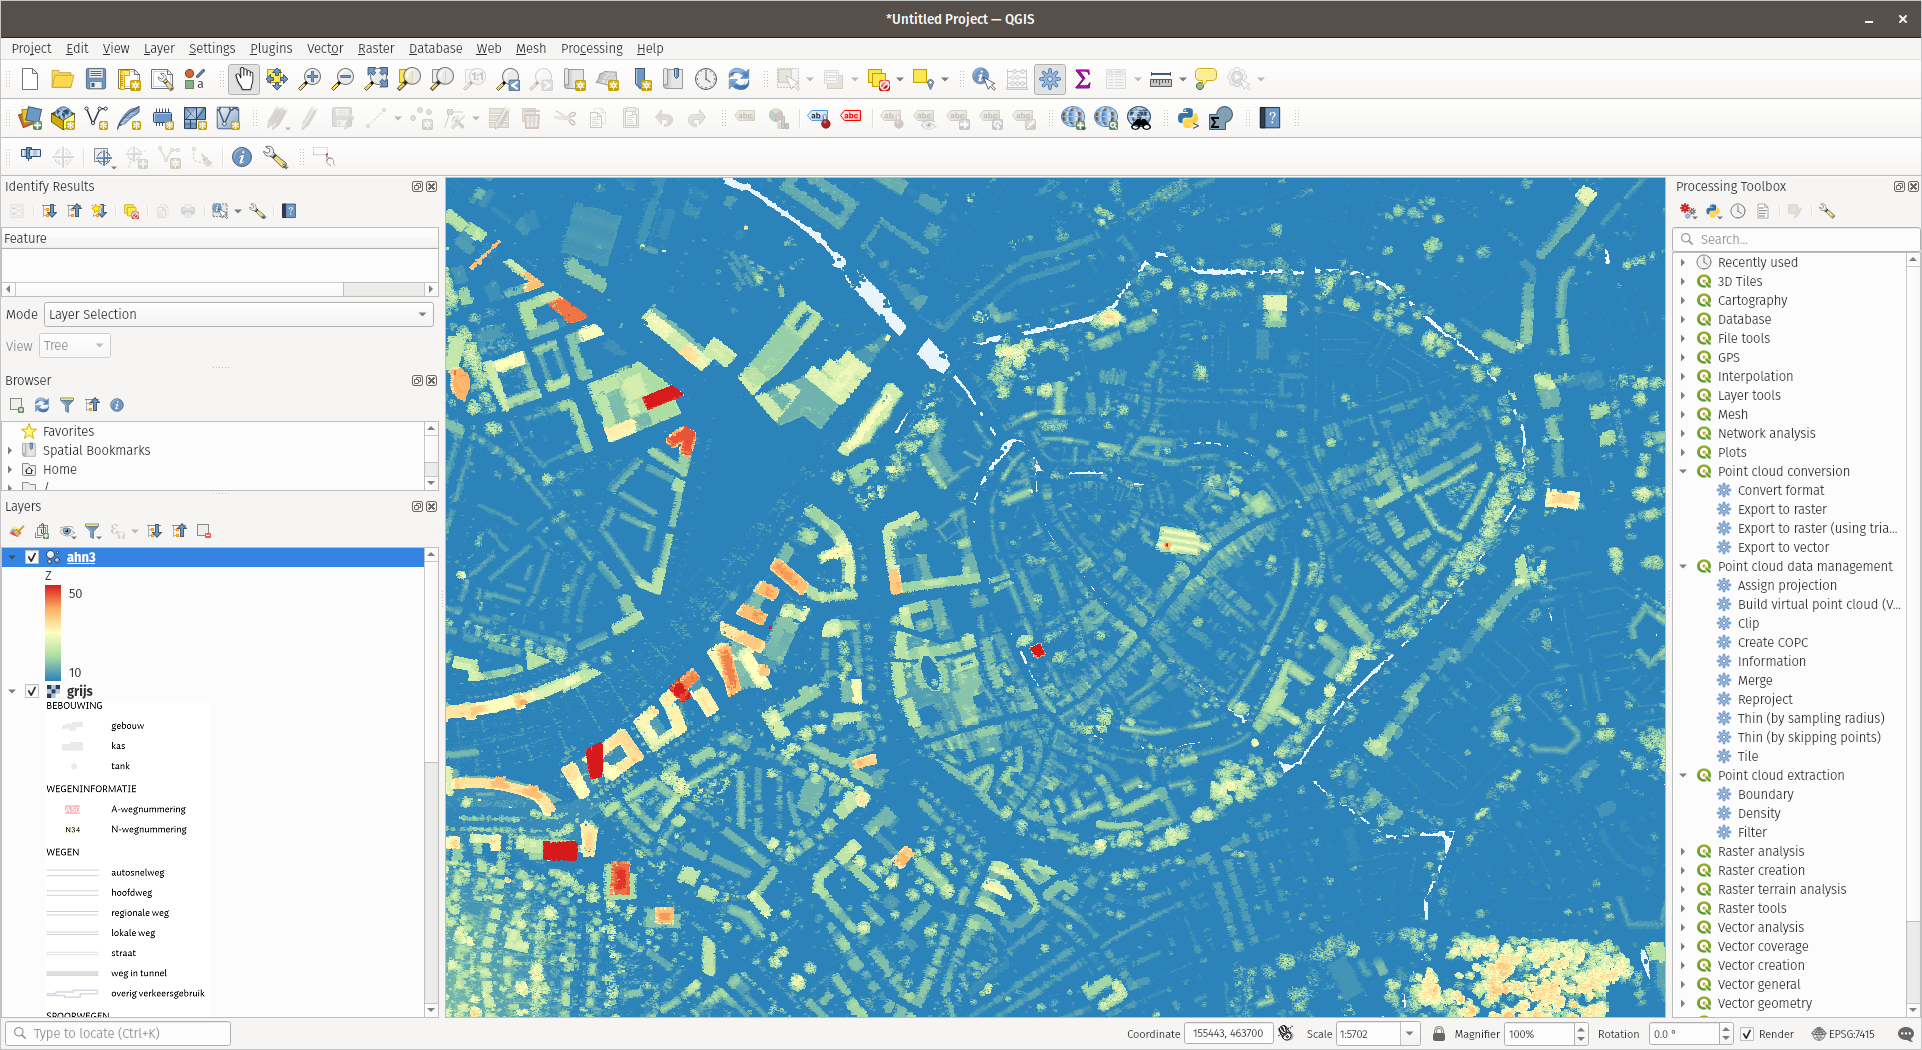 *Untitled Project — QGIS
Project Edit View Layer Settings Plugins Vector Raster Database Web Mesh Processing Help
Identify Results
Feature
Mode Layer Selection
View Tree
Browser
Favorites
Spatial Bookmarks
Home
/
Layers
ahn3
Z
50
10
grijs
BEBOUWING
gebouw
kas
tank
WEGENINFORMATIE
A-wegnummering
N34 N-wegnummering
WEGEN
autosnelweg
hoofdweg
regionale weg
lokale weg
straat
weg in tunnel
overig verkeersgebruik
SPOORWEGEN
Type to locate (Ctrl+K)
Processing Toolbox
Search...
Recently used
3D Tiles
Cartography
Database
File tools
GPS
Interpolation
Layer tools
Mesh
Network analysis
Plots
Point cloud conversion
Convert format
Export to raster
Export to raster (using tria...
Export to vector
Point cloud data management
Assign projection
Build virtual point cloud (V...
Clip
Create COPC
Information
Merge
Reproject
Thin (by sampling radius)
Thin (by skipping points)
Tile
Point cloud extraction
Boundary
Density
Filter
Raster analysis
Raster creation
Raster terrain analysis
Raster tools
Vector analysis
Vector coverage
Vector creation
Vector general
Vector geometry
Coordinate 155443, 463700 Scale 1:5702 Magnifier 100% Rotation 0.0 ° Render EPSG:7415